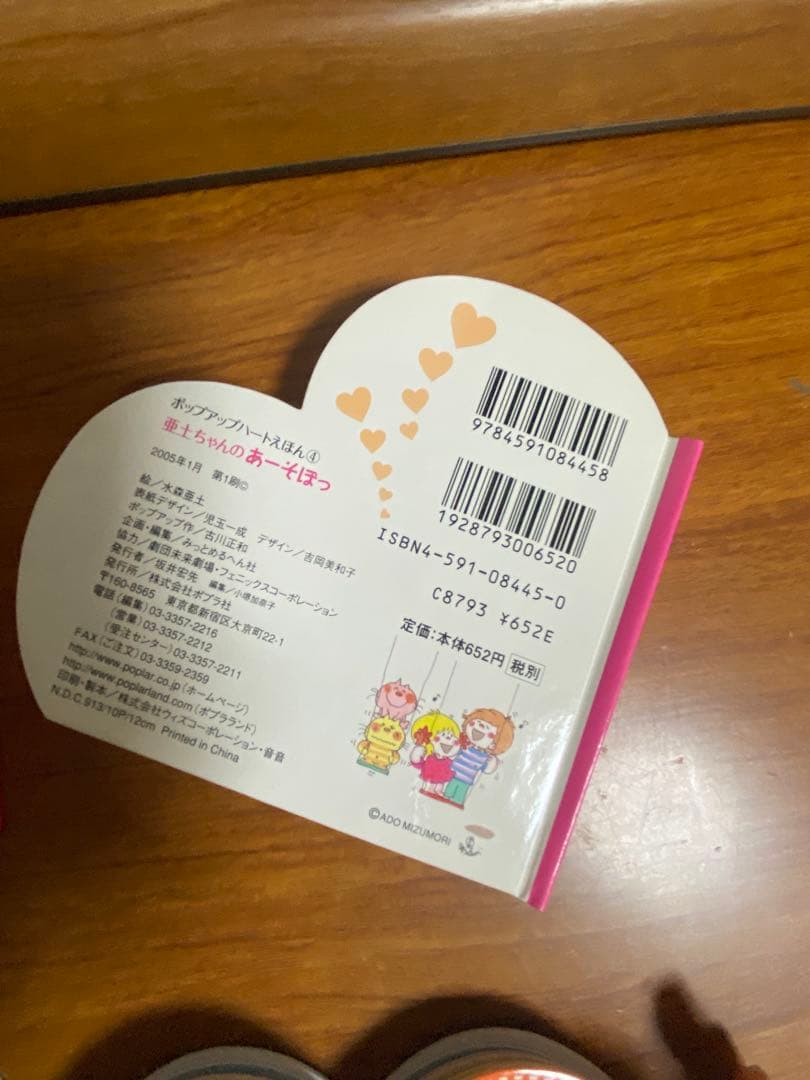 ポップアップハートえほん④
亜土ちゃんのあーそぼっ
2005年1月 第1刷©
絵／水森亜土
表紙デザイン／児玉一成 デザイン／吉岡美和子
ポップアップ作／古川正和
企画・編集／みっとめるへん社
協力／劇団未来劇場・フェニックスコーポレーション
発行者／坂井宏先 編集／小堺加奈子
発行所／株式会社ポプラ社
〒160-8565 東京都新宿区大京町22-1
電話（編集）03-3357-2216
（営業）03-3357-2212
（受注センター）03-3357-2211
FAX（ご注文）03-3359-2359
http://www.poplar.co.jp（ホームページ）
http://www.poplarland.com（ポプラランド）
印刷・製本／株式会社ウィズコーポレーション・音音
N.D.C.913/10P/12cm Printed in China
9784591084458
1928793006520
ISBN4-591-08445-0
C8793 ¥652E
定価：本体652円 税別
©ADO MIZUMORI